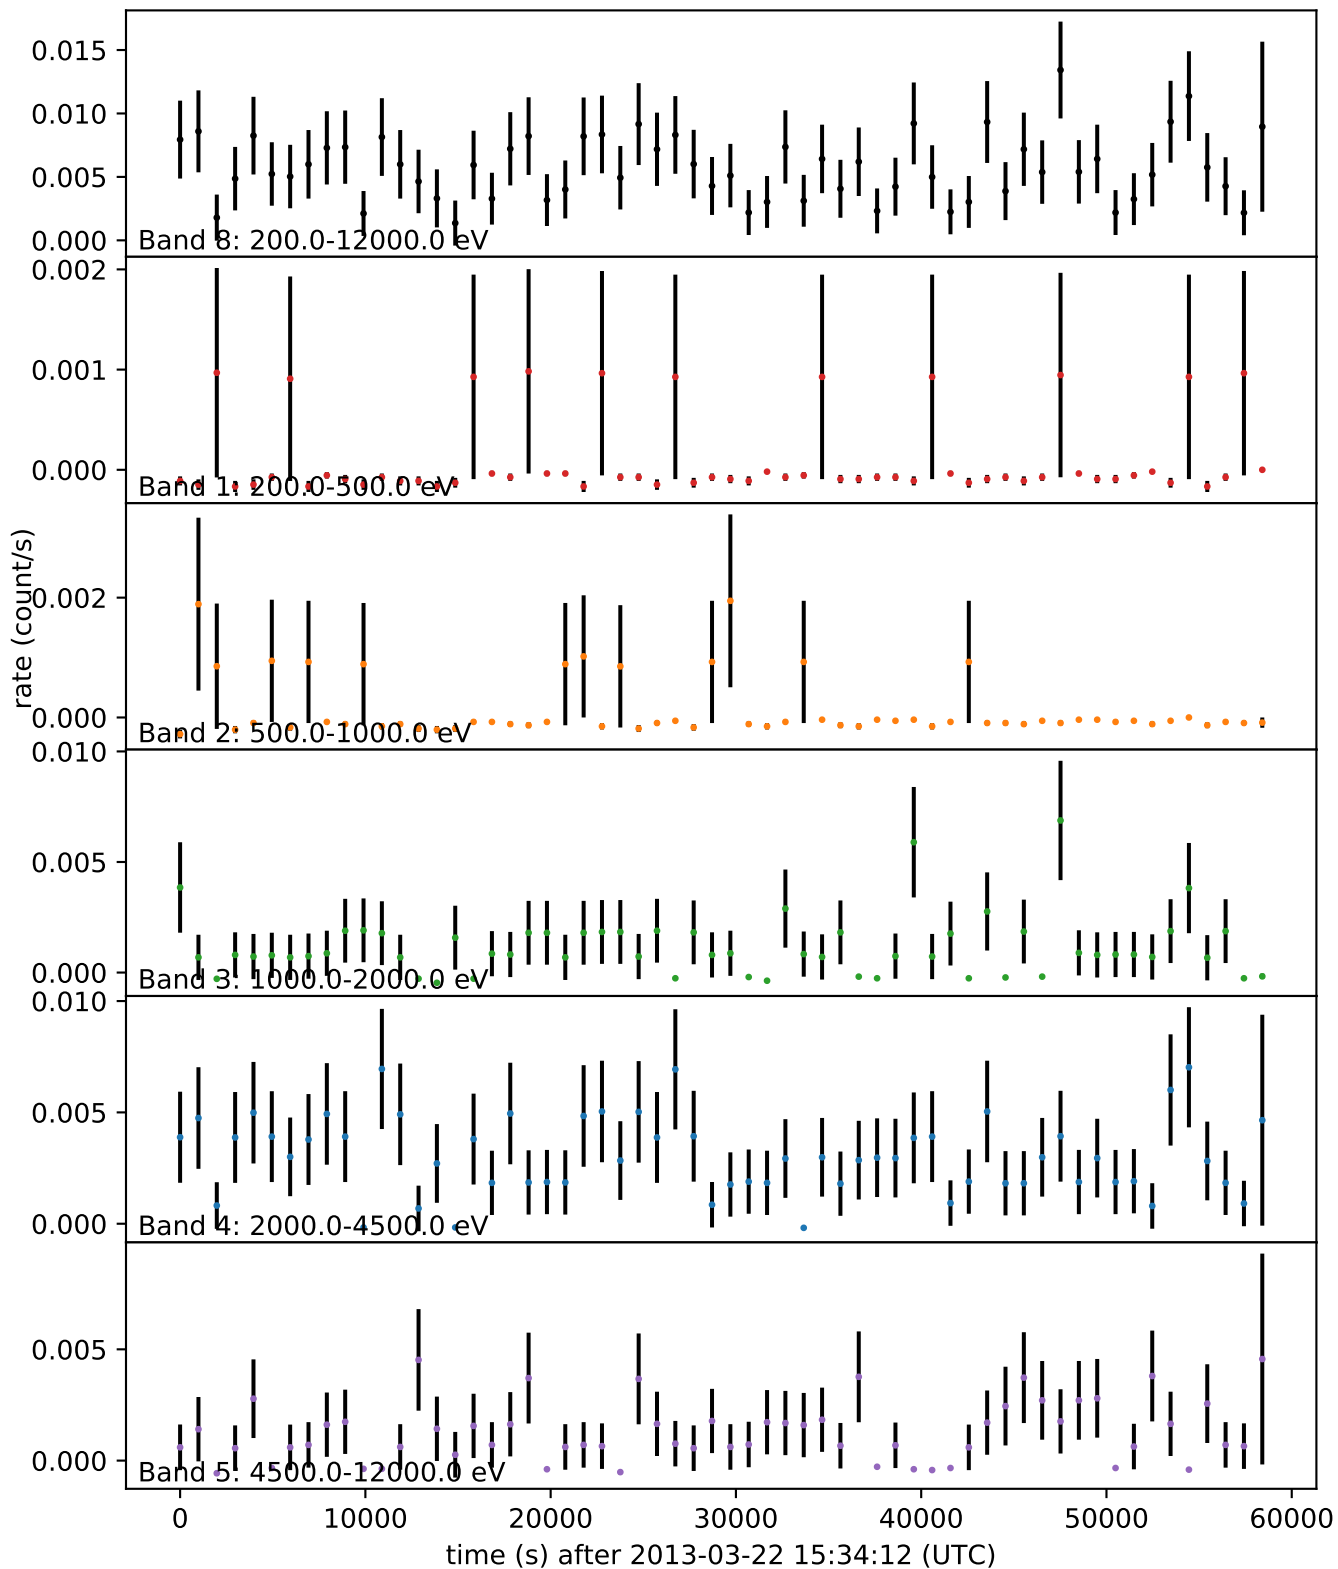 0.015
0.010
0.005
0.000
Band 8: 200.0-12000.0 eV
0.002
0.001
0.000
Band 1: 200.0-500.0 eV
rate (count/s)
0.002
0.000
Band 2: 500.0-1000.0 eV
0.010
0.005
0.000
Band 3: 1000.0-2000.0 eV
0.010
0.005
0.000
Band 4: 2000.0-4500.0 eV
0.005
0.000
Band 5: 4500.0-12000.0 eV
0 10000 20000 30000 40000 50000 60000
time (s) after 2013-03-22 15:34:12 (UTC)